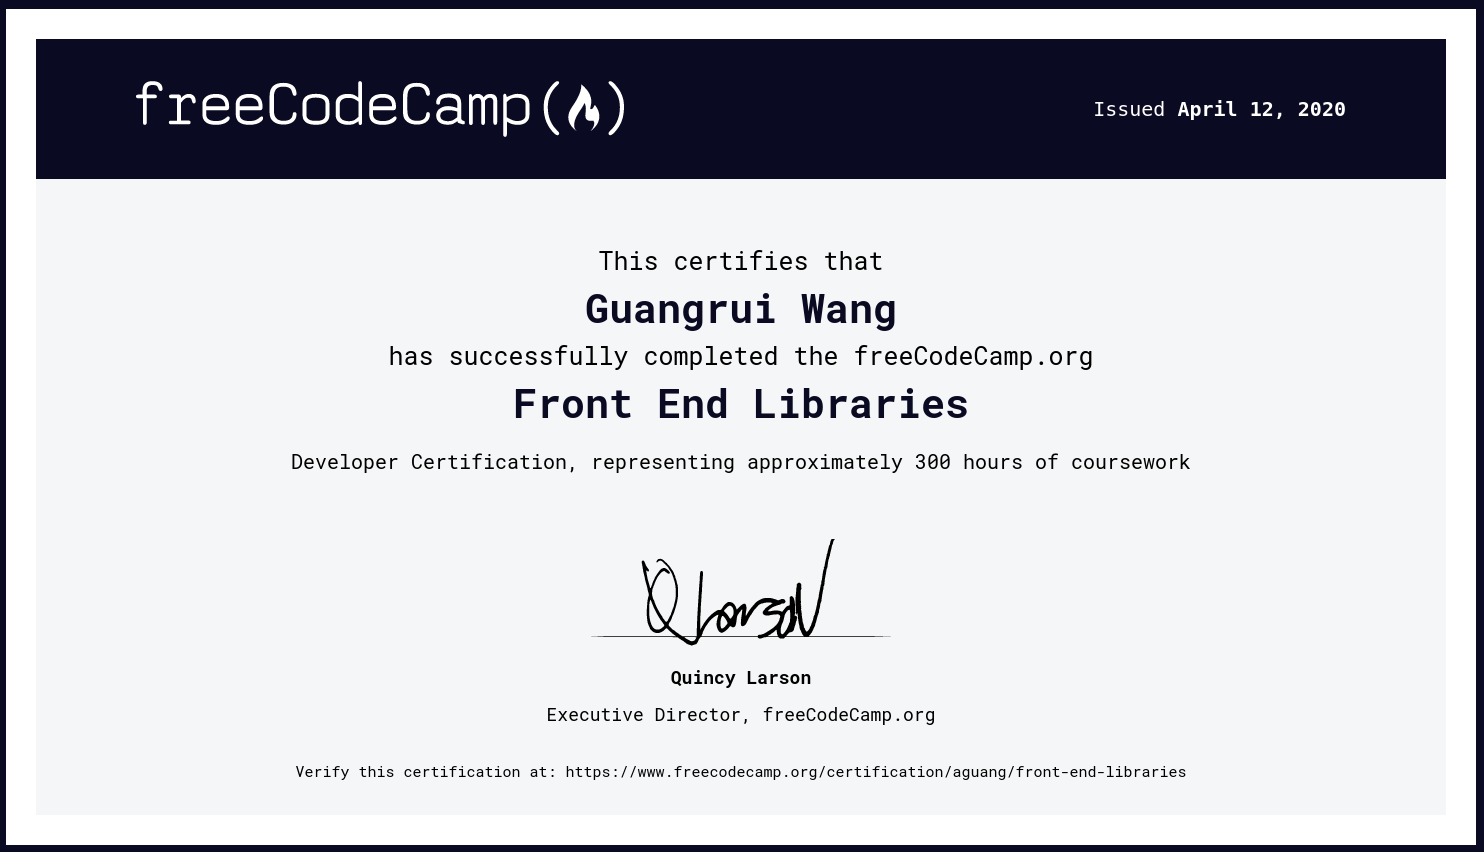 freeCodeCamp(🔥)
Issued April 12, 2020
This certifies that
Guangrui Wang
has successfully completed the freeCodeCamp.org
Front End Libraries
Developer Certification, representing approximately 300 hours of coursework
Q Larson
Quincy Larson
Executive Director, freeCodeCamp.org
Verify this certification at: https://www.freecodecamp.org/certification/aguang/front-end-libraries